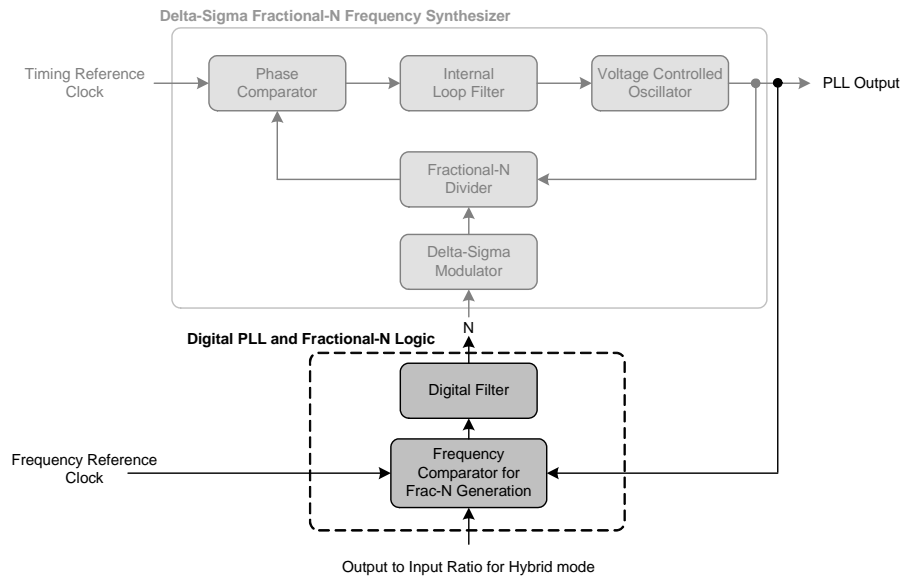 Delta-Sigma Fractional-N Frequency Synthesizer
Timing Reference
Clock
Phase
Comparator
Internal
Loop Filter
Voltage Controlled
Oscillator
PLL Output
Fractional-N
Divider
Delta-Sigma
Modulator
N
Digital PLL and Fractional-N Logic
Digital Filter
Frequency Reference
Clock
Frequency
Comparator for
Frac-N Generation
Output to Input Ratio for Hybrid mode